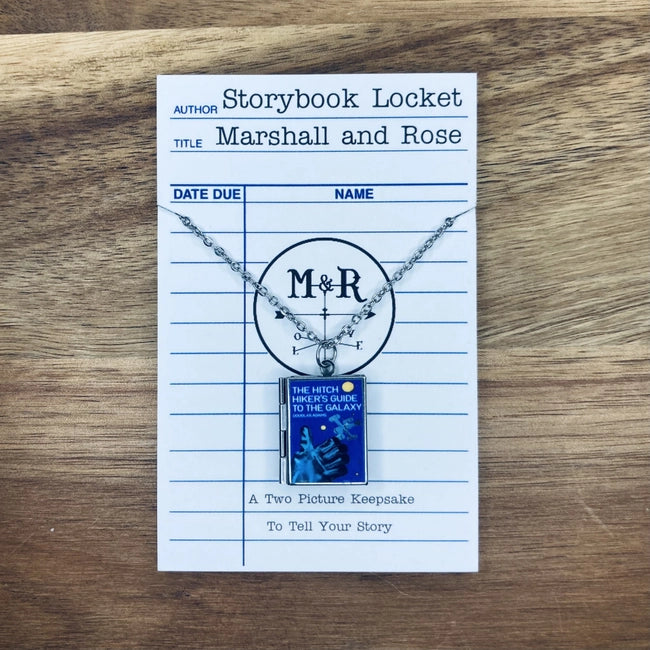 AUTHOR Storybook Locket
TITLE Marshall and Rose
DATE DUE NAME
M&R
L O V E
THE HITCH
HIKER'S GUIDE
TO THE GALAXY
DOUGLAS ADAMS
A Two Picture Keepsake
To Tell Your Story